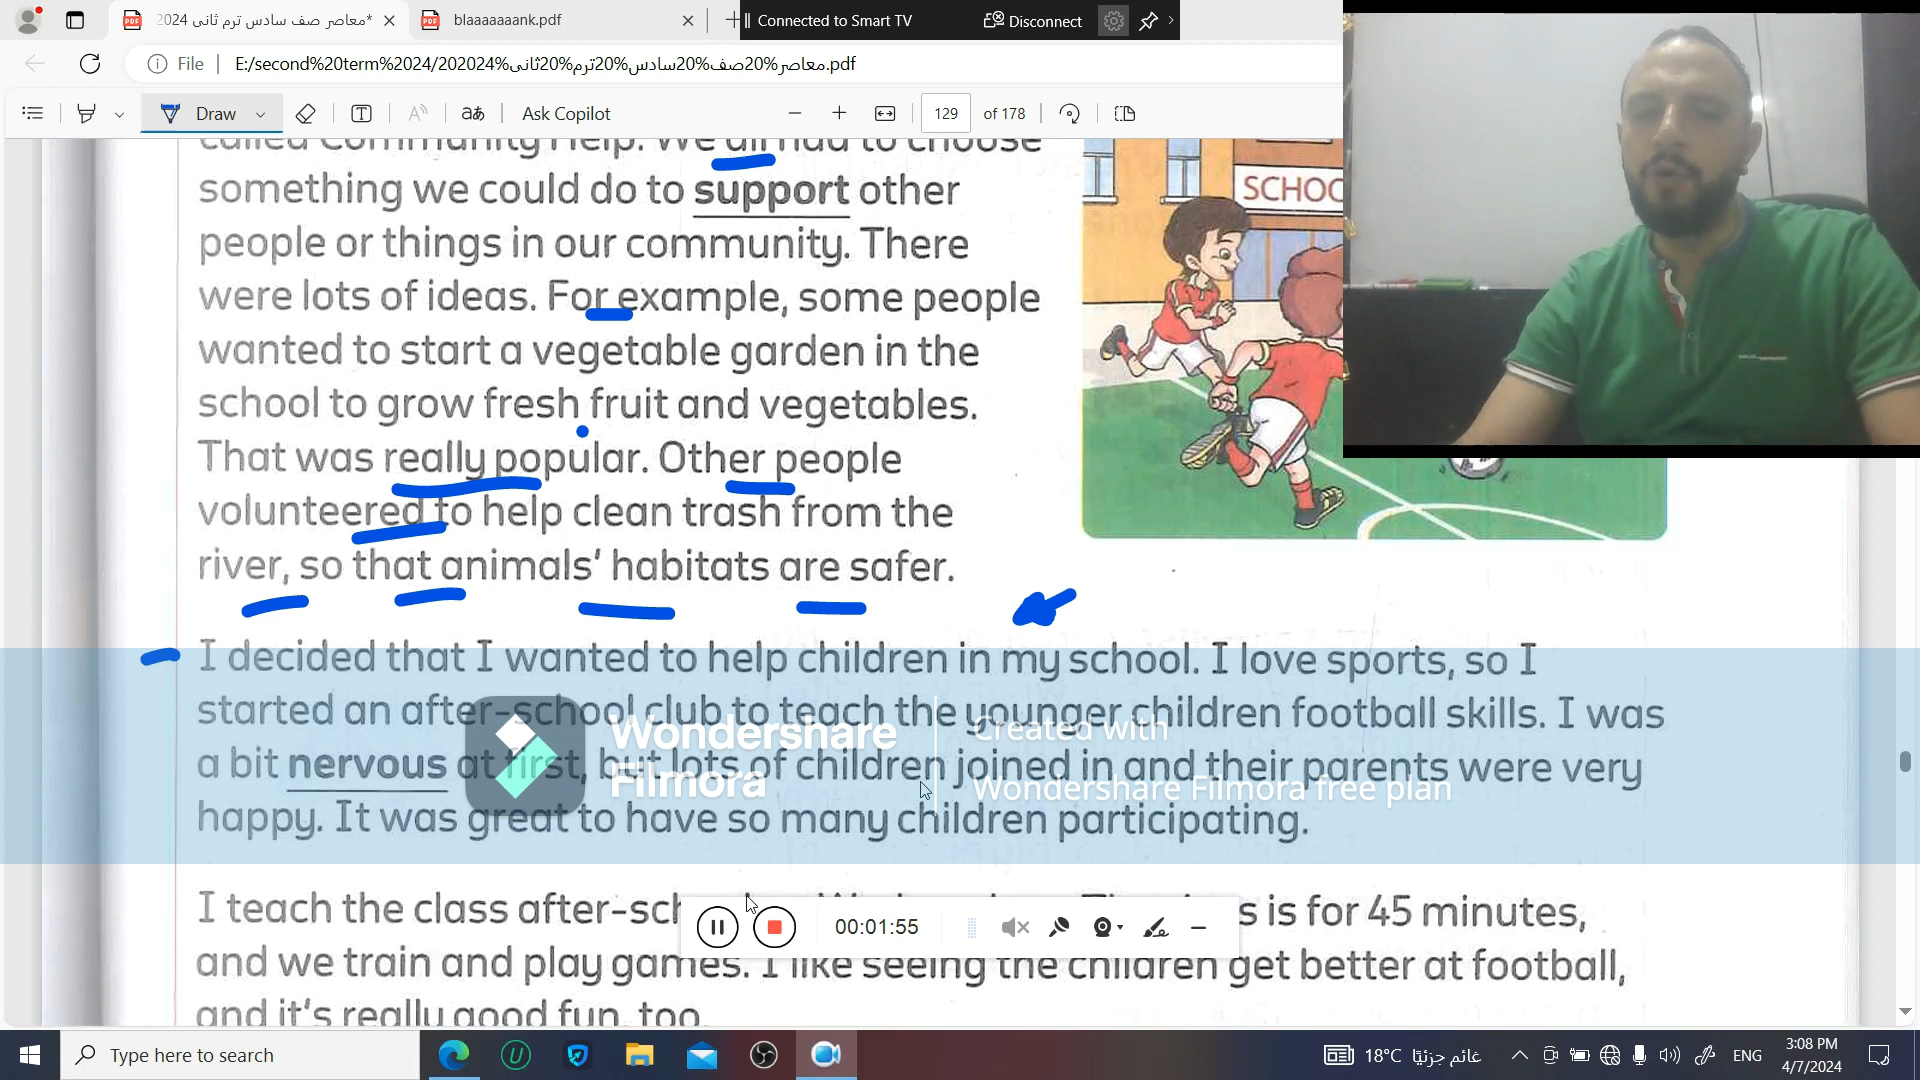 *معاصر صف سادس ترم ثانى 2024
blaaaaaaank.pdf
Connected to Smart TV
Disconnect
File
E:/second%20term%2024/202024%معاصر%20صف%20سادس%20ترم%20ثانى.pdf
Draw
Ask Copilot
129
of 178
called Community Help. We all had to choose
something we could do to support other
people or things in our community. There
were lots of ideas. For example, some people
wanted to start a vegetable garden in the
school to grow fresh fruit and vegetables.
That was really popular. Other people
volunteered to help clean trash from the
river, so that animals' habitats are safer.
SCHOO
I decided that I wanted to help children in my school. I love sports, so I
started an after-school club to teach the younger children football skills. I was
a bit nervous at first, but lots of children joined in and their parents were very
happy. It was great to have so many children participating.
Wondershare
Filmora
Created with
Wondershare Filmora free plan
I teach the class after-sch
s is for 45 minutes,
and we train and play games. I like seeing the children get better at football,
and it's really good fun, too.
00:01:55
Type here to search
18°C
غائم جزئيًا
ENG
3:08 PM
4/7/2024